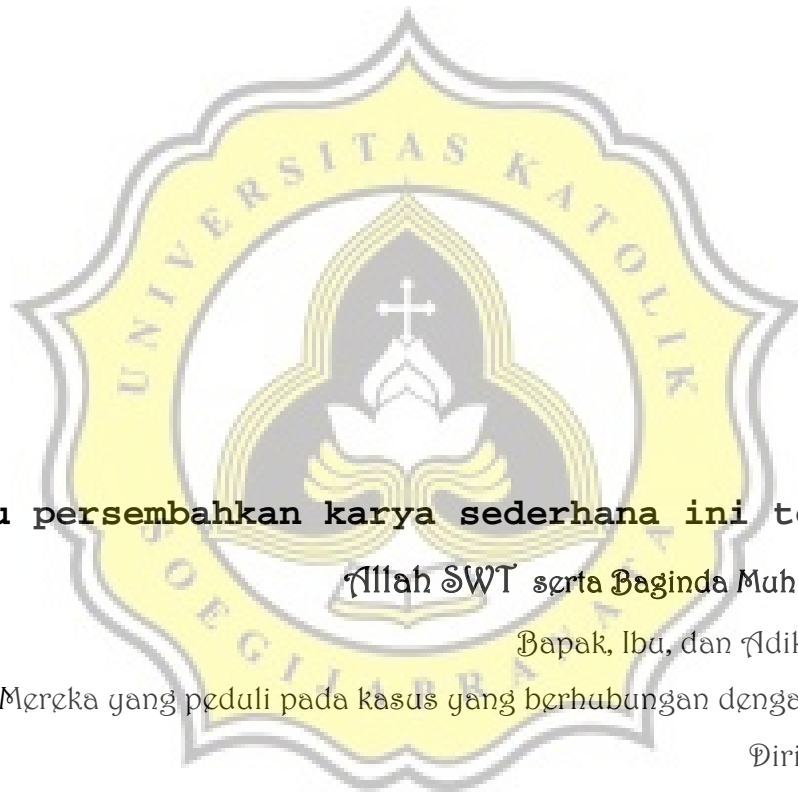 UNIVERSITAS KATOLIK
SOEGIJAPRANATA
persembahkan karya sederhana ini
Allah SWT serta Baginda
Bapak, Ibu, dan
Mereka yang peduli pada kasus yang berhubungan